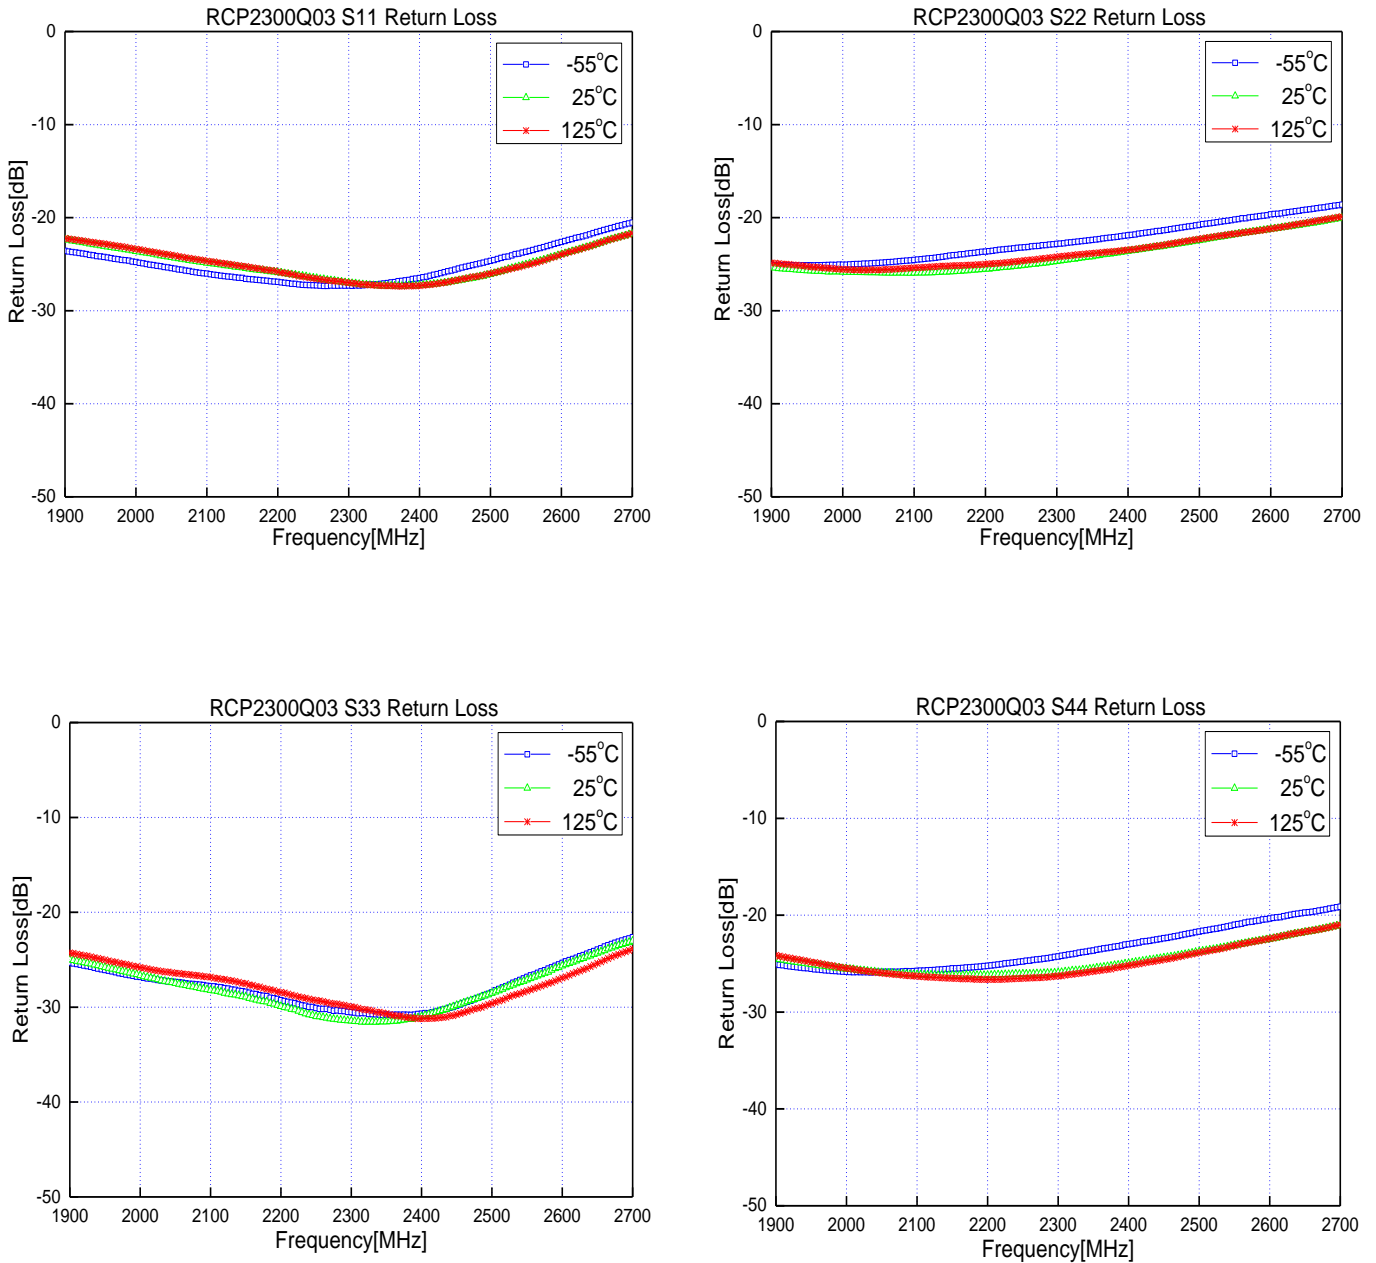 RCP2300Q03 S11 Return Loss
0
-10
-20
-30
-40
-50
Return Loss[dB]
-55°C
25°C
125°C
1900 2000 2100 2200 2300 2400 2500 2600 2700
Frequency[MHz]
RCP2300Q03 S22 Return Loss
0
-10
-20
-30
-40
-50
Return Loss[dB]
-55°C
25°C
125°C
1900 2000 2100 2200 2300 2400 2500 2600 2700
Frequency[MHz]
RCP2300Q03 S33 Return Loss
0
-10
-20
-30
-40
-50
Return Loss[dB]
-55°C
25°C
125°C
1900 2000 2100 2200 2300 2400 2500 2600 2700
Frequency[MHz]
RCP2300Q03 S44 Return Loss
0
-10
-20
-30
-40
-50
Return Loss[dB]
-55°C
25°C
125°C
1900 2000 2100 2200 2300 2400 2500 2600 2700
Frequency[MHz]